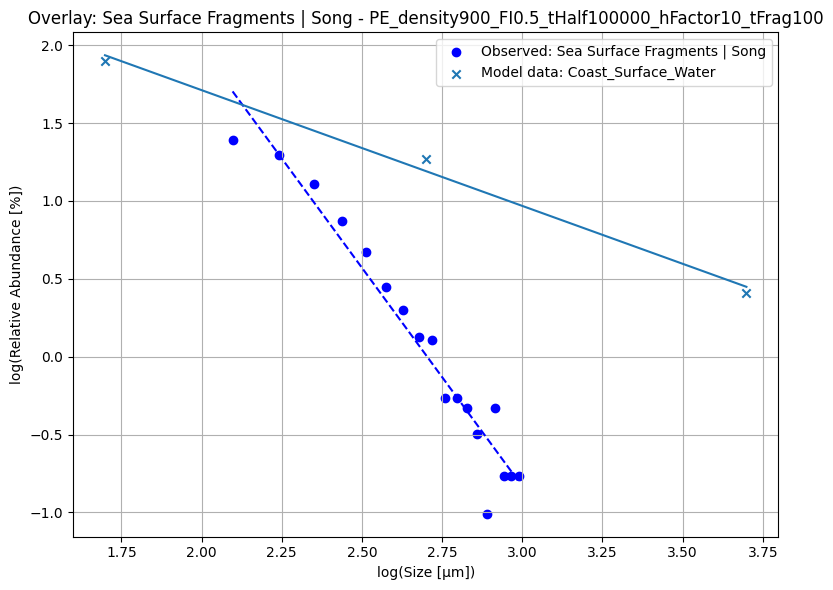 Overlay: Sea Surface Fragments | Song - PE_density900_FI0.5_tHalf100000_hFactor10_tFrag100
Observed: Sea Surface Fragments | Song
Model data: Coast_Surface_Water
log(Relative Abundance [%])
2.0
1.5
1.0
0.5
0.0
−0.5
−1.0
1.75 2.00 2.25 2.50 2.75 3.00 3.25 3.50 3.75
log(Size [μm])